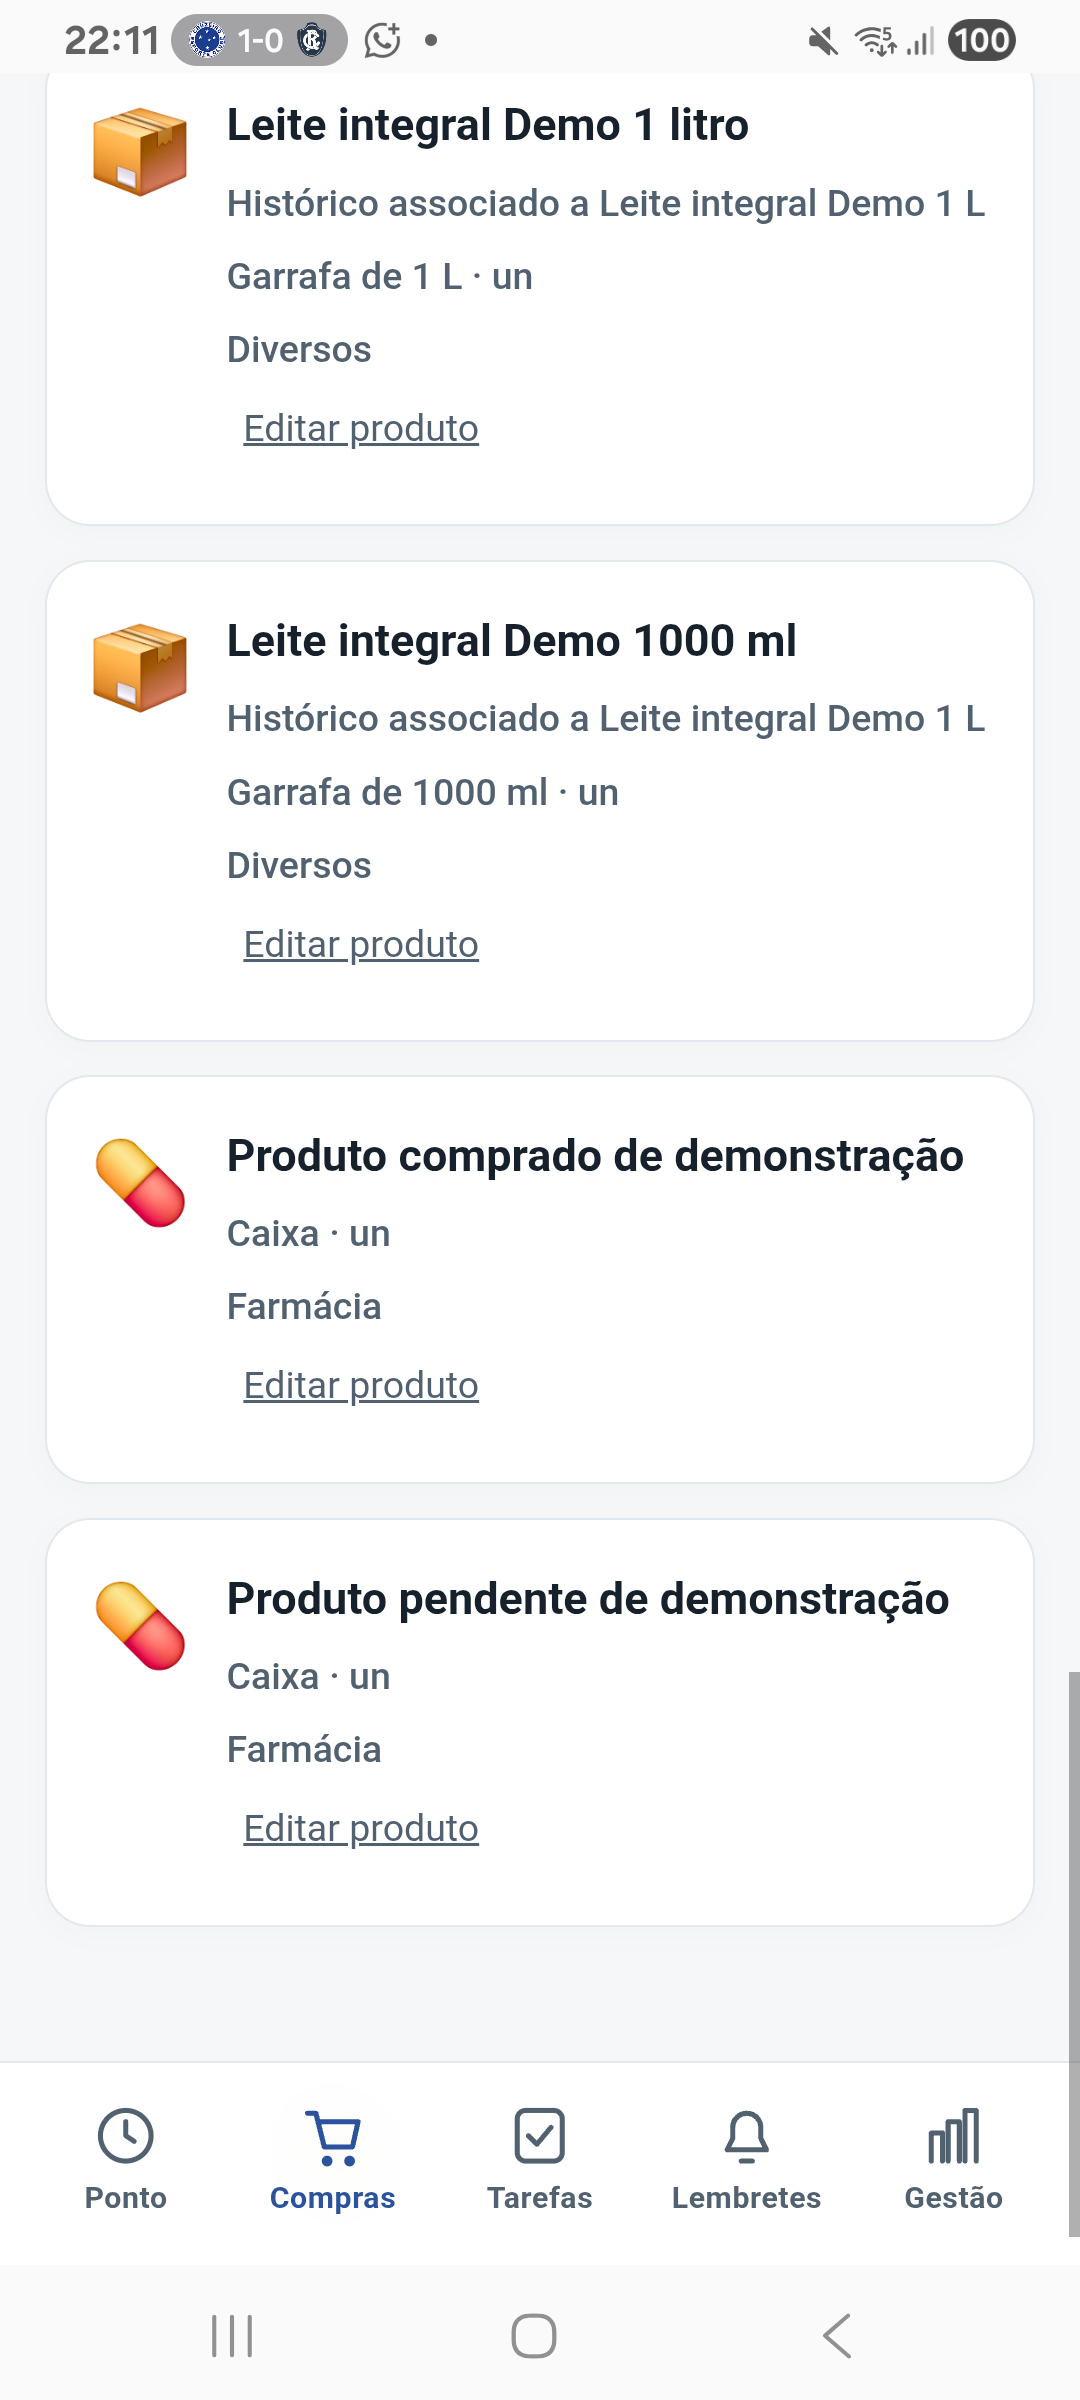 22:11 1-0 5 100
Leite integral Demo 1 litro
Histórico associado a Leite integral Demo 1 L
Garrafa de 1 L · un
Diversos
Editar produto
Leite integral Demo 1000 ml
Histórico associado a Leite integral Demo 1 L
Garrafa de 1000 ml · un
Diversos
Editar produto
Produto comprado de demonstração
Caixa · un
Farmácia
Editar produto
Produto pendente de demonstração
Caixa · un
Farmácia
Editar produto
Ponto Compras Tarefas Lembretes Gestão